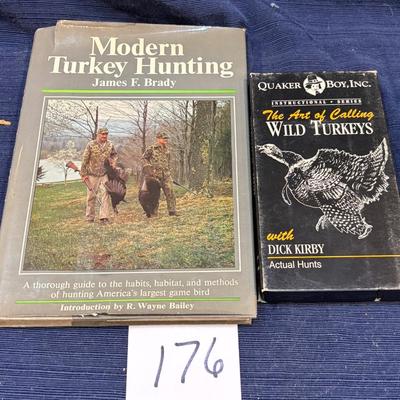 Modern
Turkey Hunting
James F. Brady
A thorough guide to the habits, habitat, and methods
of hunting America's largest game bird
Introduction by R. Wayne Bailey
QUAKER BOY, INC.
INSTRUCTIONAL • SERIES
The Art of Calling
WILD TURKEYS
with
DICK KIRBY
Actual Hunts
176